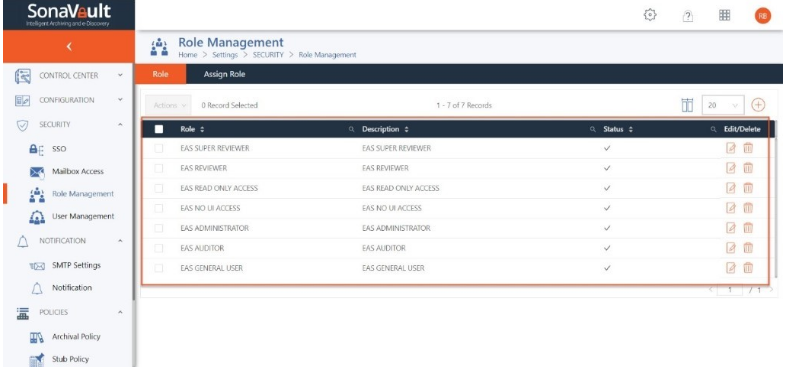 SonaVault
Intelligent Archiving and e-Discovery
RB
Role Management
Home > Settings > SECURITY > Role Management
CONTROL CENTER
CONFIGURATION
SECURITY
SSO
Mailbox Access
Role Management
User Management
NOTIFICATION
SMTP Settings
Notification
POLICIES
Archival Policy
Stub Policy
Role Assign Role
Actions 0 Record Selected 1 - 7 of 7 Records 20
Role Description Status Edit/Delete
EAS SUPER REVIEWER EAS SUPER REVIEWER
EAS REVIEWER EAS REVIEWER
EAS READ ONLY ACCESS EAS READ ONLY ACCESS
EAS NO UI ACCESS EAS NO UI ACCESS
EAS ADMINISTRATOR EAS ADMINISTRATOR
EAS AUDITOR EAS AUDITOR
EAS GENERAL USER EAS GENERAL USER
< 1 / 1 >